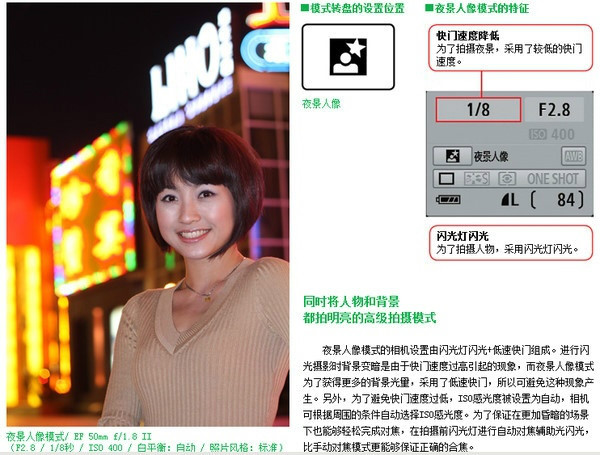 LINO
夜景人像模式/ EF 50mm f/1.8 II
(F2.8 / 1/8秒 / ISO 400 / 白平衡：自动 / 照片风格：标准)
■模式转盘的设置位置
夜景人像
■夜景人像模式的特征
快门速度降低
为了拍摄夜景，采用了较低的快门
速度。
1/8 F2.8
ISO 400
夜景人像 AWB
ONE SHOT
L [ 84]
闪光灯闪光
为了拍摄人物，采用闪光灯闪光。
同时将人物和背景
都拍明亮的高级拍摄模式
夜景人像模式的相机设置由闪光灯闪光+低速快门组成。进行闪
光摄影时背景变暗是由于快门速度过高引起的现象，而夜景人像模式
为了获得更多的背景光量，采用了低速快门，所以可避免这种现象产
生。另外，为了避免快门速度过低，ISO感光度被设置为自动，相机
可根据周围的条件自动选择ISO感光度。为了保证在更加昏暗的场景
下也能够轻松完成对焦，在拍摄前闪光灯进行自动对焦辅助光闪光，
比手动对焦模式更能够保证正确的合焦。